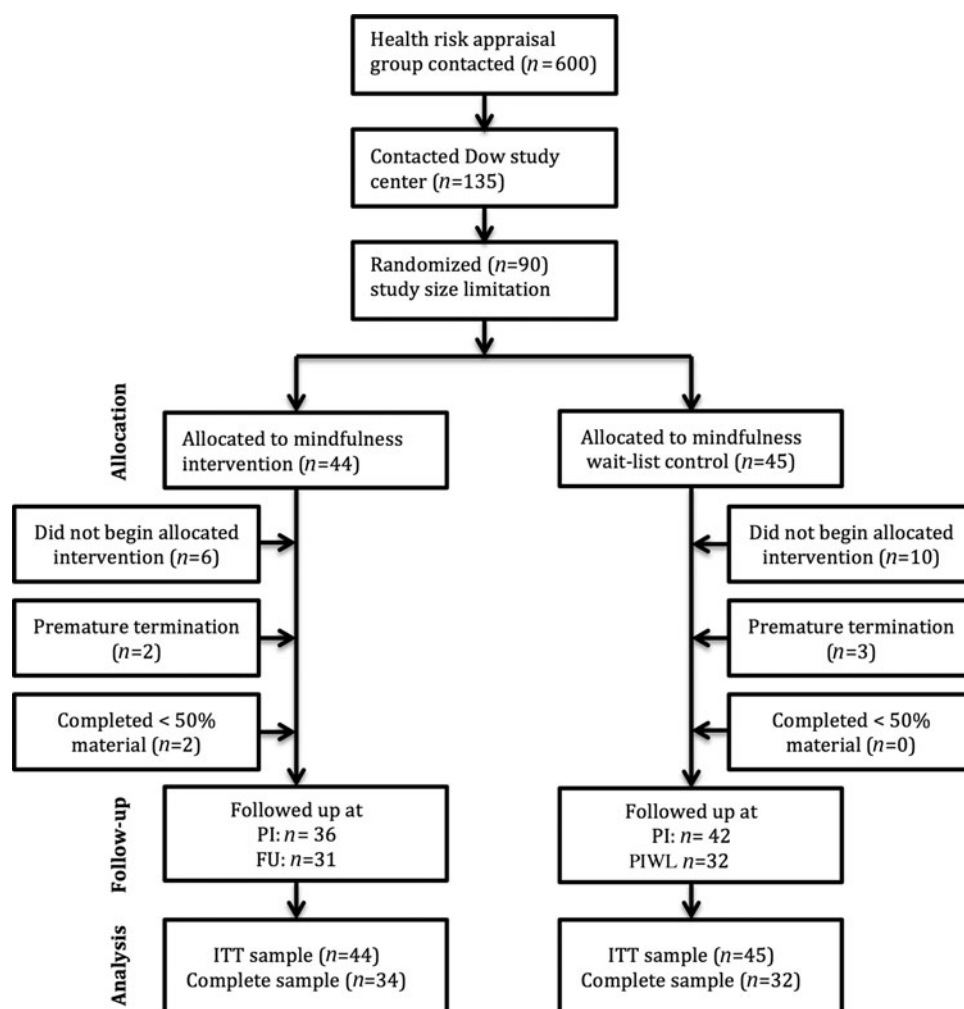 Health risk appraisal
group contacted (n=600)
Contacted Dow study
center (n=135)
Randomized (n=90)
study size limitation
Allocation
Allocated to mindfulness
intervention (n=44)
Allocated to mindfulness
wait-list control (n=45)
Did not begin allocated
intervention (n=6)
Did not begin allocated
intervention (n=10)
Premature termination
(n=2)
Premature termination
(n=3)
Completed < 50%
material (n=2)
Completed < 50%
material (n=0)
Follow-up
Followed up at
PI: n= 36
FU: n=31
Followed up at
PI: n= 42
PIWL n=32
Analysis
ITT sample (n=44)
Complete sample (n=34)
ITT sample (n=45)
Complete sample (n=32)